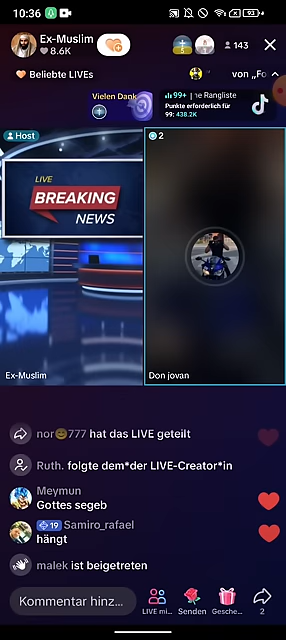 10:36
93
Ex-Muslim
8.6K
143
Beliebte LIVEs
von „Fo
Vielen Dank
99+
ne Rangliste
Punkte erforderlich für
99: 438.2K
Host
2
LIVE
BREAKING
NEWS
Ex-Muslim
Don jovan
nor😄777 hat das LIVE geteilt
Ruth. folgte dem*der LIVE-Creator*in
Meymun
Gottes segeb
19 Samiro_rafael
hängt
malek ist beigetreten
Kommentar hinz...
LIVE mi...
Senden
Gesche...
2